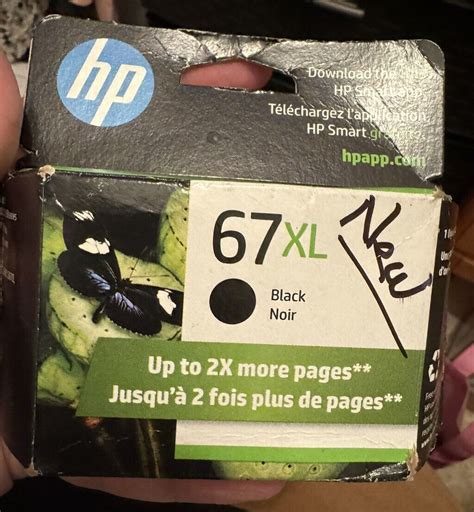 hp
Download the
HP Smart app
Téléchargez l'application
HP Smart
hpapp.com
67XL
New
Black
Noir
Up to 2X more pages**
Jusqu'à 2 fois plus de pages**